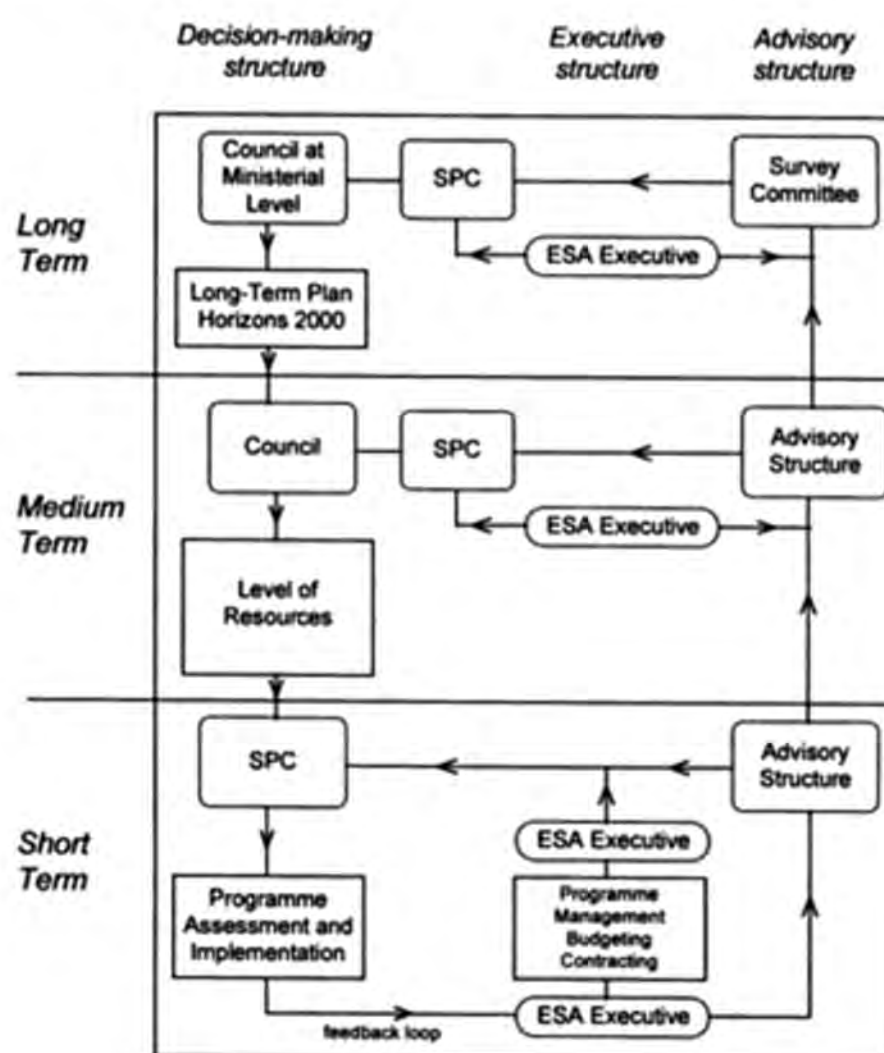 Decision-making
structure
Executive
structure
Advisory
structure
Long
Term
Council at
Ministerial
Level
SPC
Survey
Committee
ESA Executive
Long-Term Plan
Horizons 2000
Medium
Term
Council
SPC
Advisory
Structure
ESA Executive
Level of
Resources
Short
Term
SPC
Advisory
Structure
ESA Executive
Programme
Assessment and
Implementation
Programme
Management
Budgeting
Contracting
feedback loop
ESA Executive